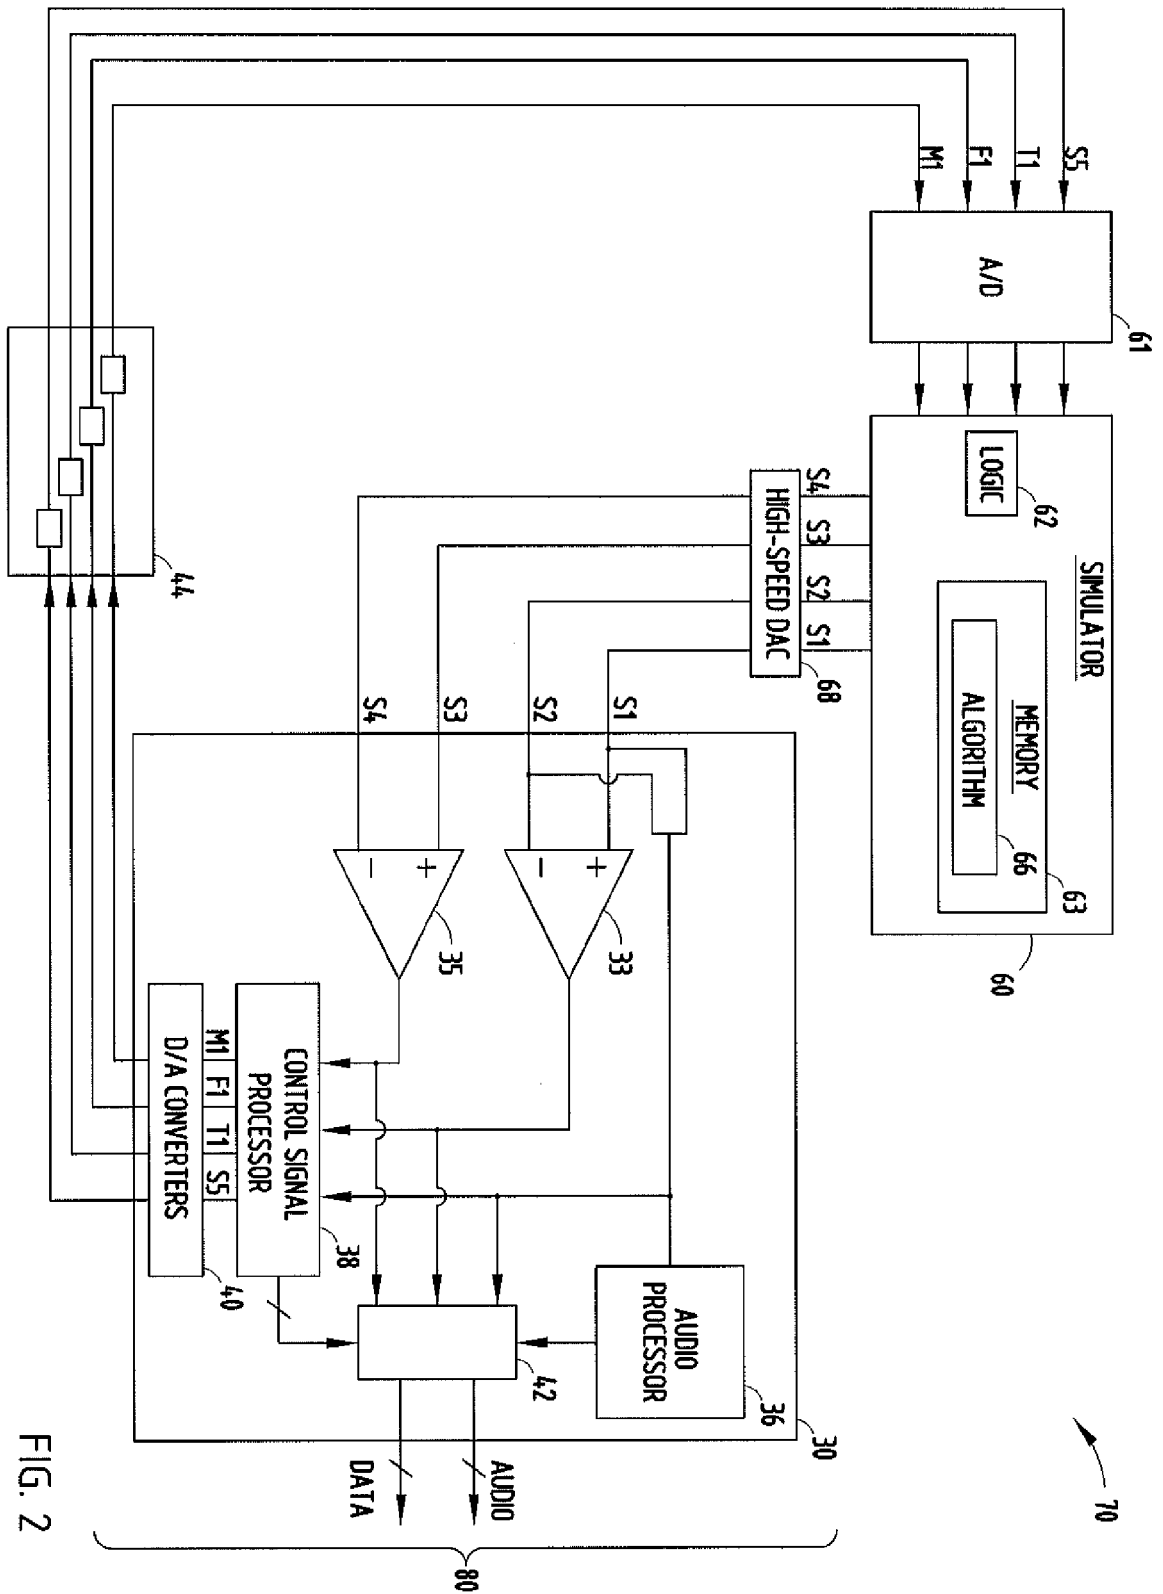 70
S5
T1
F1
M1
A/D
61
SIMULATOR
LOGIC
62
MEMORY
ALGORITHM
66
63
60
S4
S3
S2
S1
HIGH-SPEED DAC
68
S1
S2
S3
S4
+
−
33
+
−
35
AUDIO
PROCESSOR
36
30
CONTROL SIGNAL
PROCESSOR
38
M1
F1
T1
S5
D/A CONVERTERS
40
42
44
AUDIO
DATA
80
FIG. 2